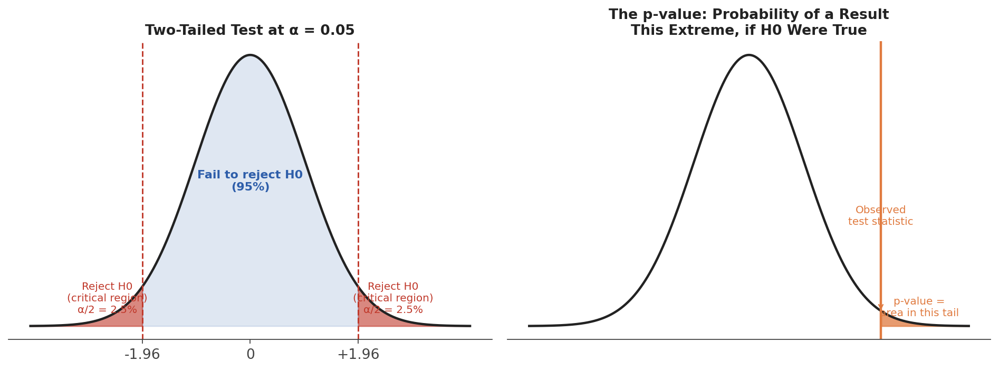 Two-Tailed Test at α = 0.05
Fail to reject H0
(95%)
Reject H0
(critical region)
α/2 = 2.5%
Reject H0
(critical region)
α/2 = 2.5%
-1.96
0
+1.96
The p-value: Probability of a Result
This Extreme, if H0 Were True
Observed
test statistic
p-value =
area in this tail